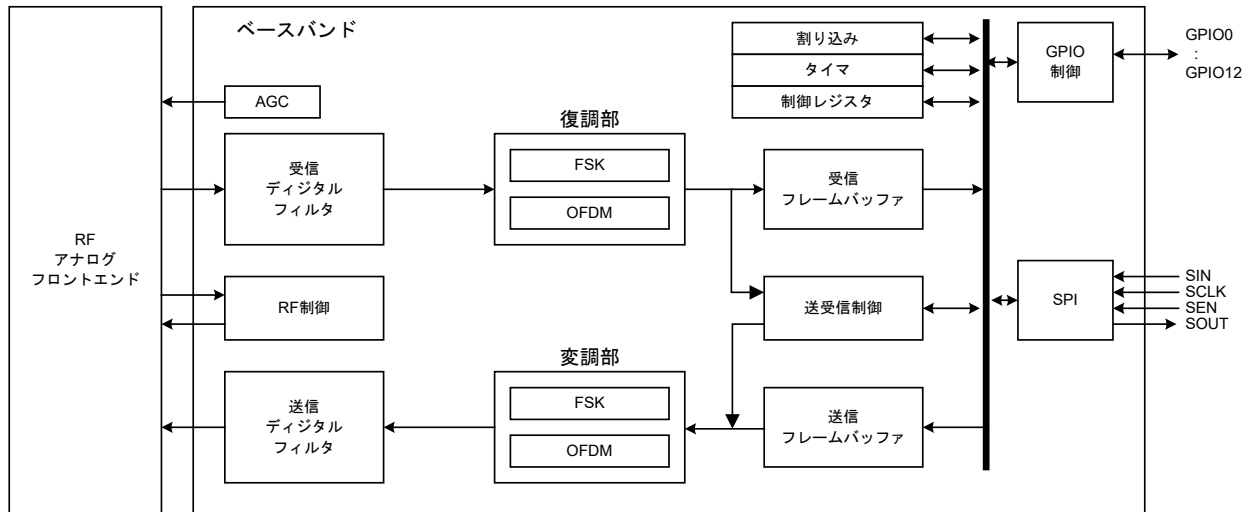 ベースバンド
RF
アナログ
フロントエンド
AGC
受信
ディジタル
フィルタ
RF制御
送信
ディジタル
フィルタ
復調部
FSK
OFDM
変調部
FSK
OFDM
割り込み
タイマ
制御レジスタ
受信
フレームバッファ
送受信制御
送信
フレームバッファ
GPIO
制御
SPI
GPIO0
:
GPIO12
SIN
SCLK
SEN
SOUT